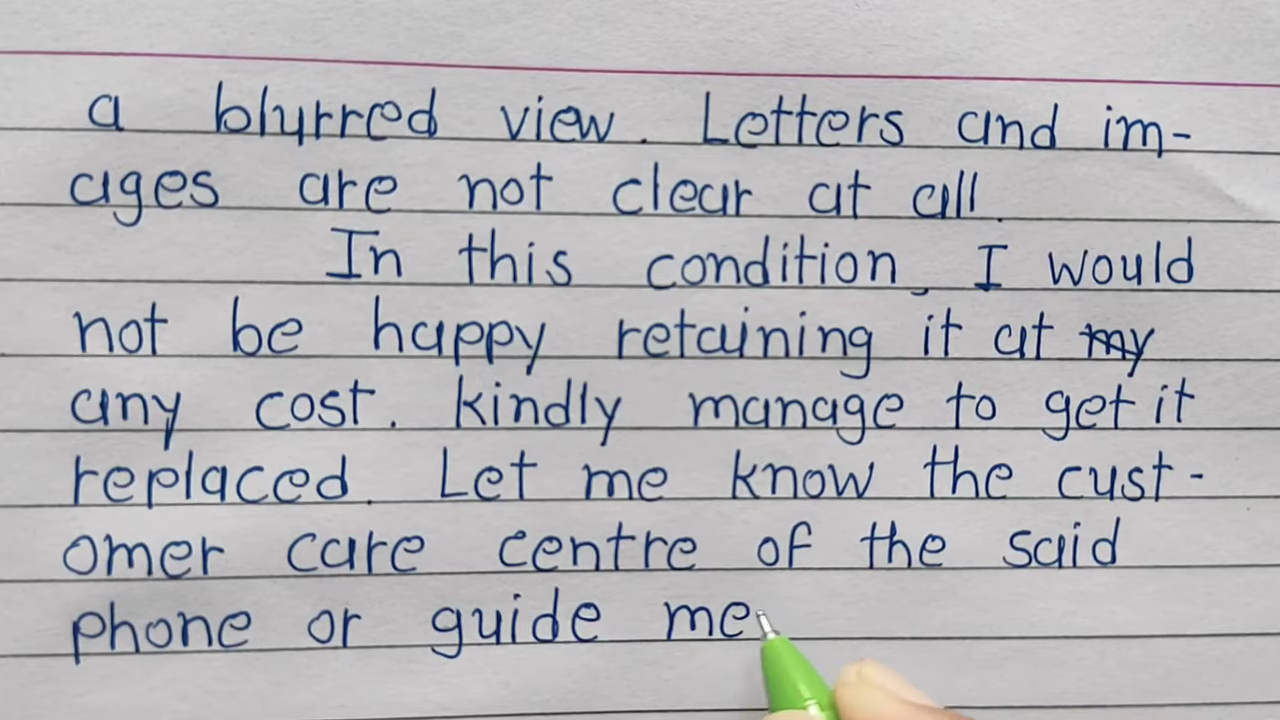 a blurred view. Letters and im-
ages are not clear at all.
In this condition, I would
not be happy retaining it at my
any cost. kindly manage to get it
replaced. Let me know the cust-
omer care centre of the said
phone or guide me